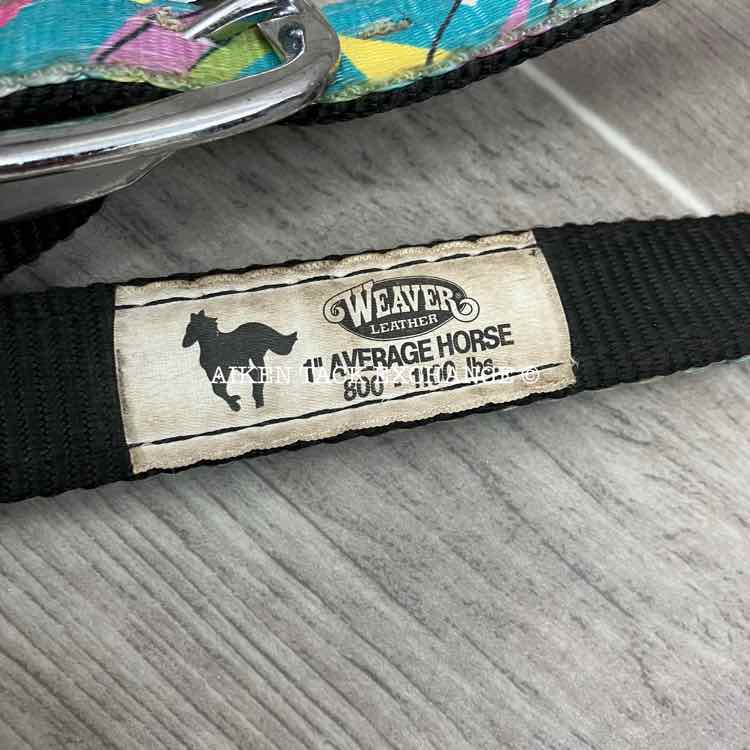 WEAVER®
LEATHER
1" AVERAGE HORSE
800 - 1100 lbs.
AIKEN TACK EXCHANGE ©